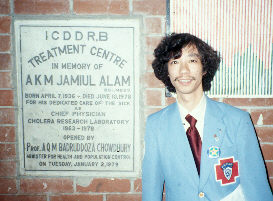 ICDDR,B
TREATMENT CENTRE
IN MEMORY OF
A K M JAMIUL ALAM
BORN APRIL 7, 1936 - DIED JUNE 10, 1978
FOR HIS DEDICATED CARE OF THE SICK
AS
CHIEF PHYSICIAN
CHOLERA RESEARCH LABORATORY
1963 - 1978
OPENED BY
Prof. A Q M BADRUDDOZA CHOWDHURY
MINISTER FOR HEALTH AND POPULATION CONTROL
ON TUESDAY, JANUARY 2, 1979